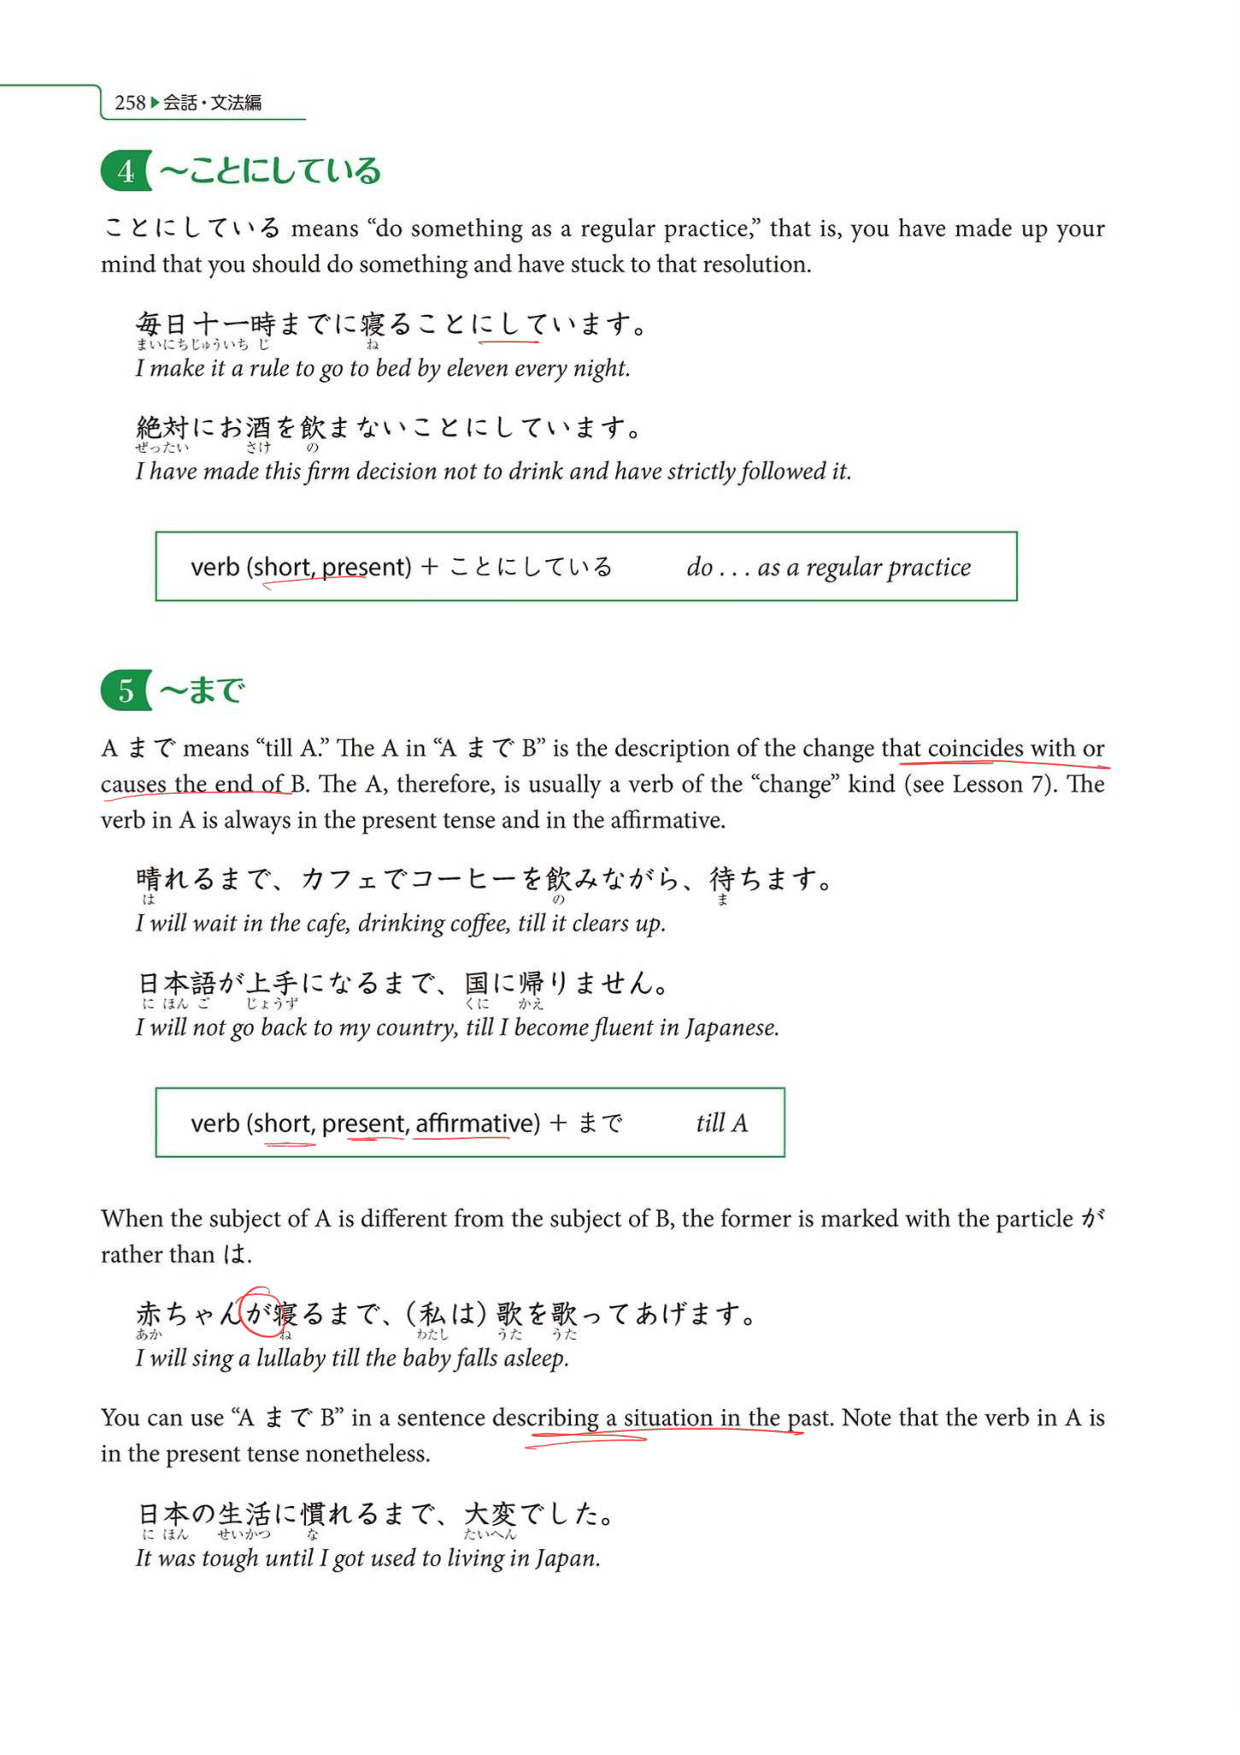 258▶会話・文法編
4 〜ことにしている
ことにしている means “do something as a regular practice,” that is, you have made up your
mind that you should do something and have stuck to that resolution.
毎日十一時までに寝ることにしています。
まいにちじゅういち じ ね
I make it a rule to go to bed by eleven every night.
絶対にお酒を飲まないことにしています。
ぜったい さけ の
I have made this firm decision not to drink and have strictly followed it.
verb (short, present) + ことにしている do . . . as a regular practice
5 〜まで
A まで means “till A.” The A in “A まで B” is the description of the change that coincides with or
causes the end of B. The A, therefore, is usually a verb of the “change” kind (see Lesson 7). The
verb in A is always in the present tense and in the affirmative.
晴れるまで、カフェでコーヒーを飲みながら、待ちます。
は の ま
I will wait in the cafe, drinking coffee, till it clears up.
日本語が上手になるまで、国に帰りません。
に ほん ご じょうず くに かえ
I will not go back to my country, till I become fluent in Japanese.
verb (short, present, affirmative) + まで till A
When the subject of A is different from the subject of B, the former is marked with the particle が
rather than は.
赤ちゃんが寝るまで、(私は) 歌を歌ってあげます。
あか ね わたし うた うた
I will sing a lullaby till the baby falls asleep.
You can use “A まで B” in a sentence describing a situation in the past. Note that the verb in A is
in the present tense nonetheless.
日本の生活に慣れるまで、大変でした。
に ほん せいかつ な たいへん
It was tough until I got used to living in Japan.